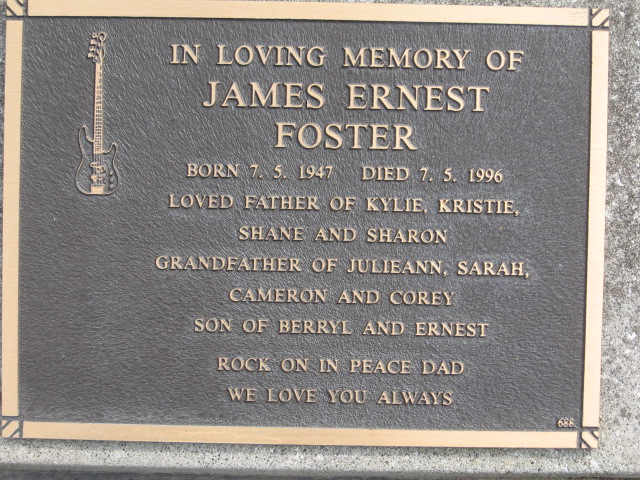 IN LOVING MEMORY OF
JAMES ERNEST
FOSTER
BORN 7. 5. 1947 DIED 7. 5. 1996
LOVED FATHER OF KYLIE, KRISTIE,
SHANE AND SHARON
GRANDFATHER OF JULIEANN, SARAH,
CAMERON AND COREY
SON OF BERRYL AND ERNEST
ROCK ON IN PEACE DAD
WE LOVE YOU ALWAYS
688